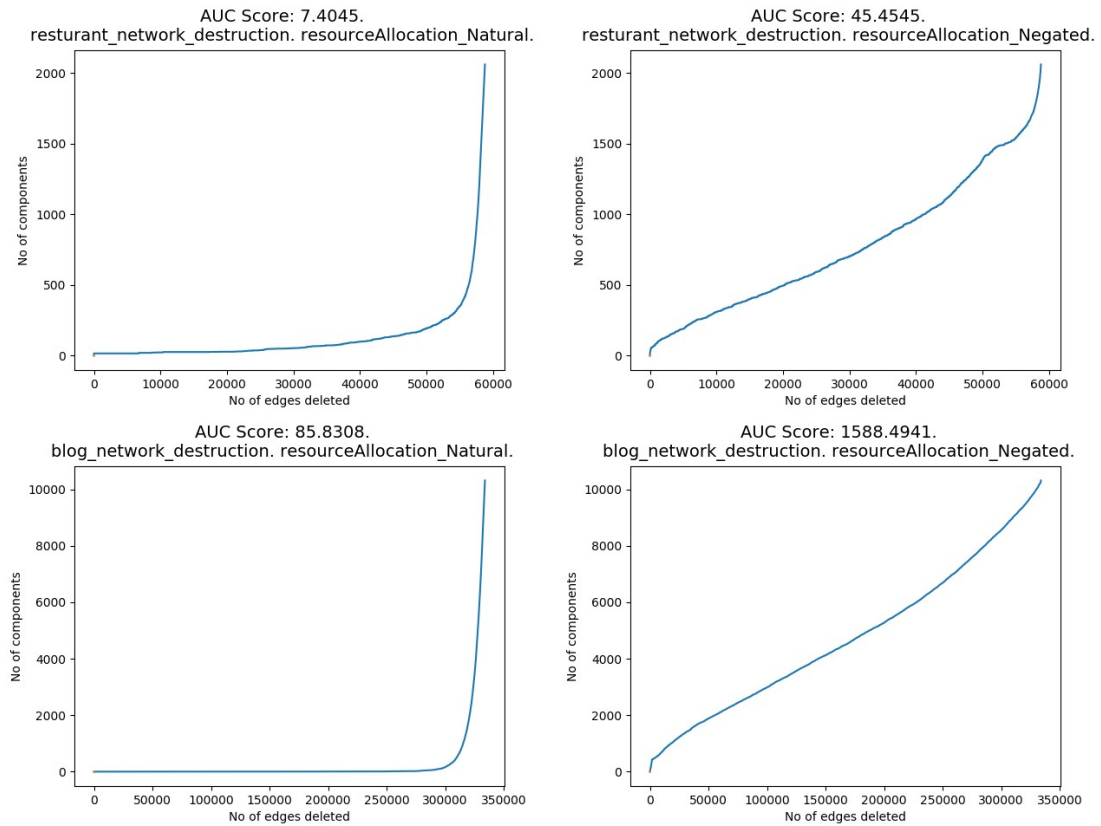 AUC Score: 7.4045.
resturant_network_destruction. resourceAllocation_Natural.
2000
1500
1000
500
0
No of components
0 10000 20000 30000 40000 50000 60000
No of edges deleted
AUC Score: 45.4545.
resturant_network_destruction. resourceAllocation_Negated.
2000
1500
1000
500
0
No of components
0 10000 20000 30000 40000 50000 60000
No of edges deleted
AUC Score: 85.8308.
blog_network_destruction. resourceAllocation_Natural.
10000
8000
6000
4000
2000
0
No of components
0 50000 100000 150000 200000 250000 300000 350000
No of edges deleted
AUC Score: 1588.4941.
blog_network_destruction. resourceAllocation_Negated.
10000
8000
6000
4000
2000
0
No of components
0 50000 100000 150000 200000 250000 300000 350000
No of edges deleted